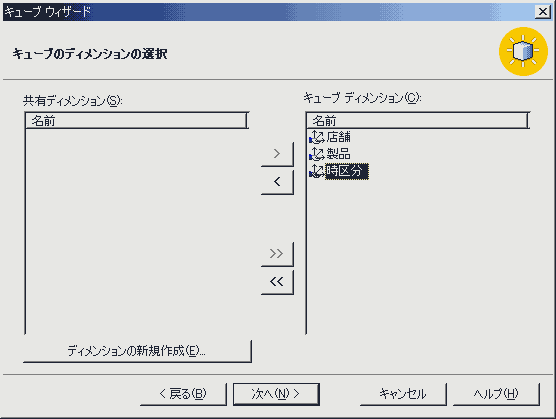 キューブ ウィザード
キューブのディメンションの選択
共有ディメンション(S):
キューブ ディメンション(C):
名前
名前
店舗
製品
時区分
>
<
>>
<<
ディメンションの新規作成(E)...
< 戻る(B)
次へ(N) >
キャンセル
ヘルプ(H)